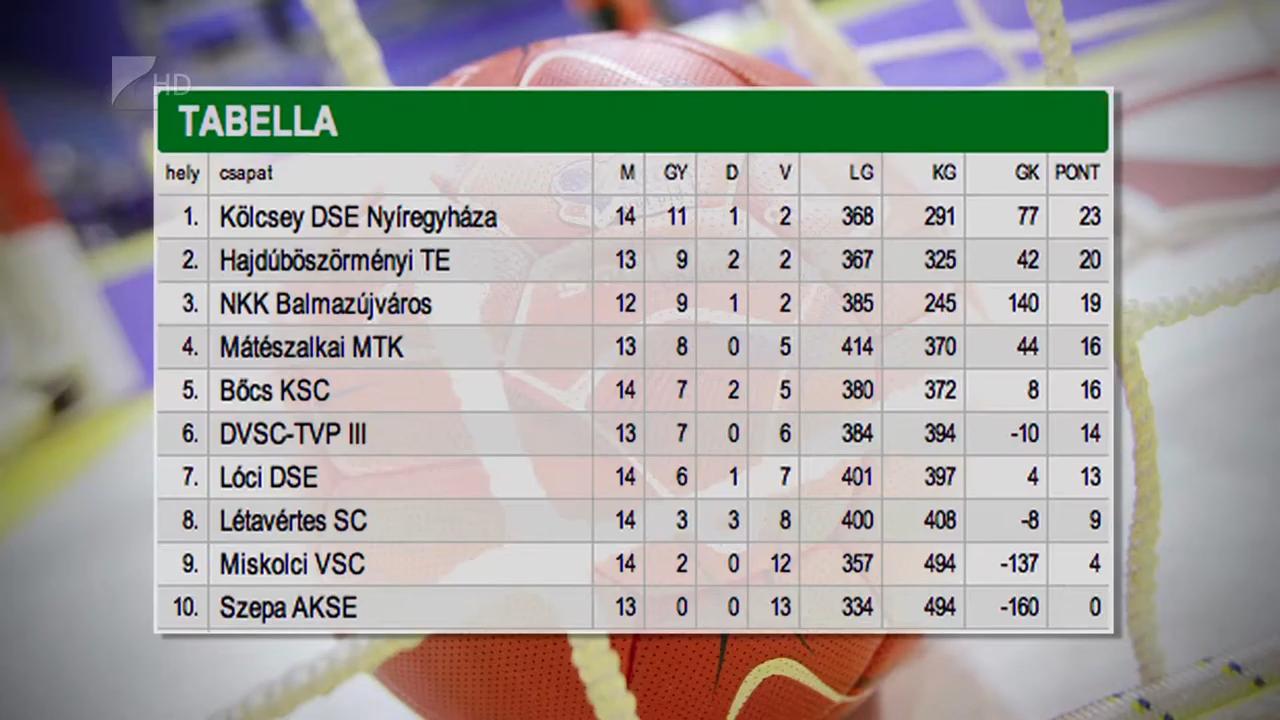 HD
TABELLA
hely csapat M GY D V LG KG GK PONT
1. Kölcsey DSE Nyíregyháza 14 11 1 2 368 291 77 23
2. Hajdúböszörményi TE 13 9 2 2 367 325 42 20
3. NKK Balmazújváros 12 9 1 2 385 245 140 19
4. Mátészalkai MTK 13 8 0 5 414 370 44 16
5. Bőcs KSC 14 7 2 5 380 372 8 16
6. DVSC-TVP III 13 7 0 6 384 394 -10 14
7. Lóci DSE 14 6 1 7 401 397 4 13
8. Létavértes SC 14 3 3 8 400 408 -8 9
9. Miskolci VSC 14 2 0 12 357 494 -137 4
10. Szepa AKSE 13 0 0 13 334 494 -160 0